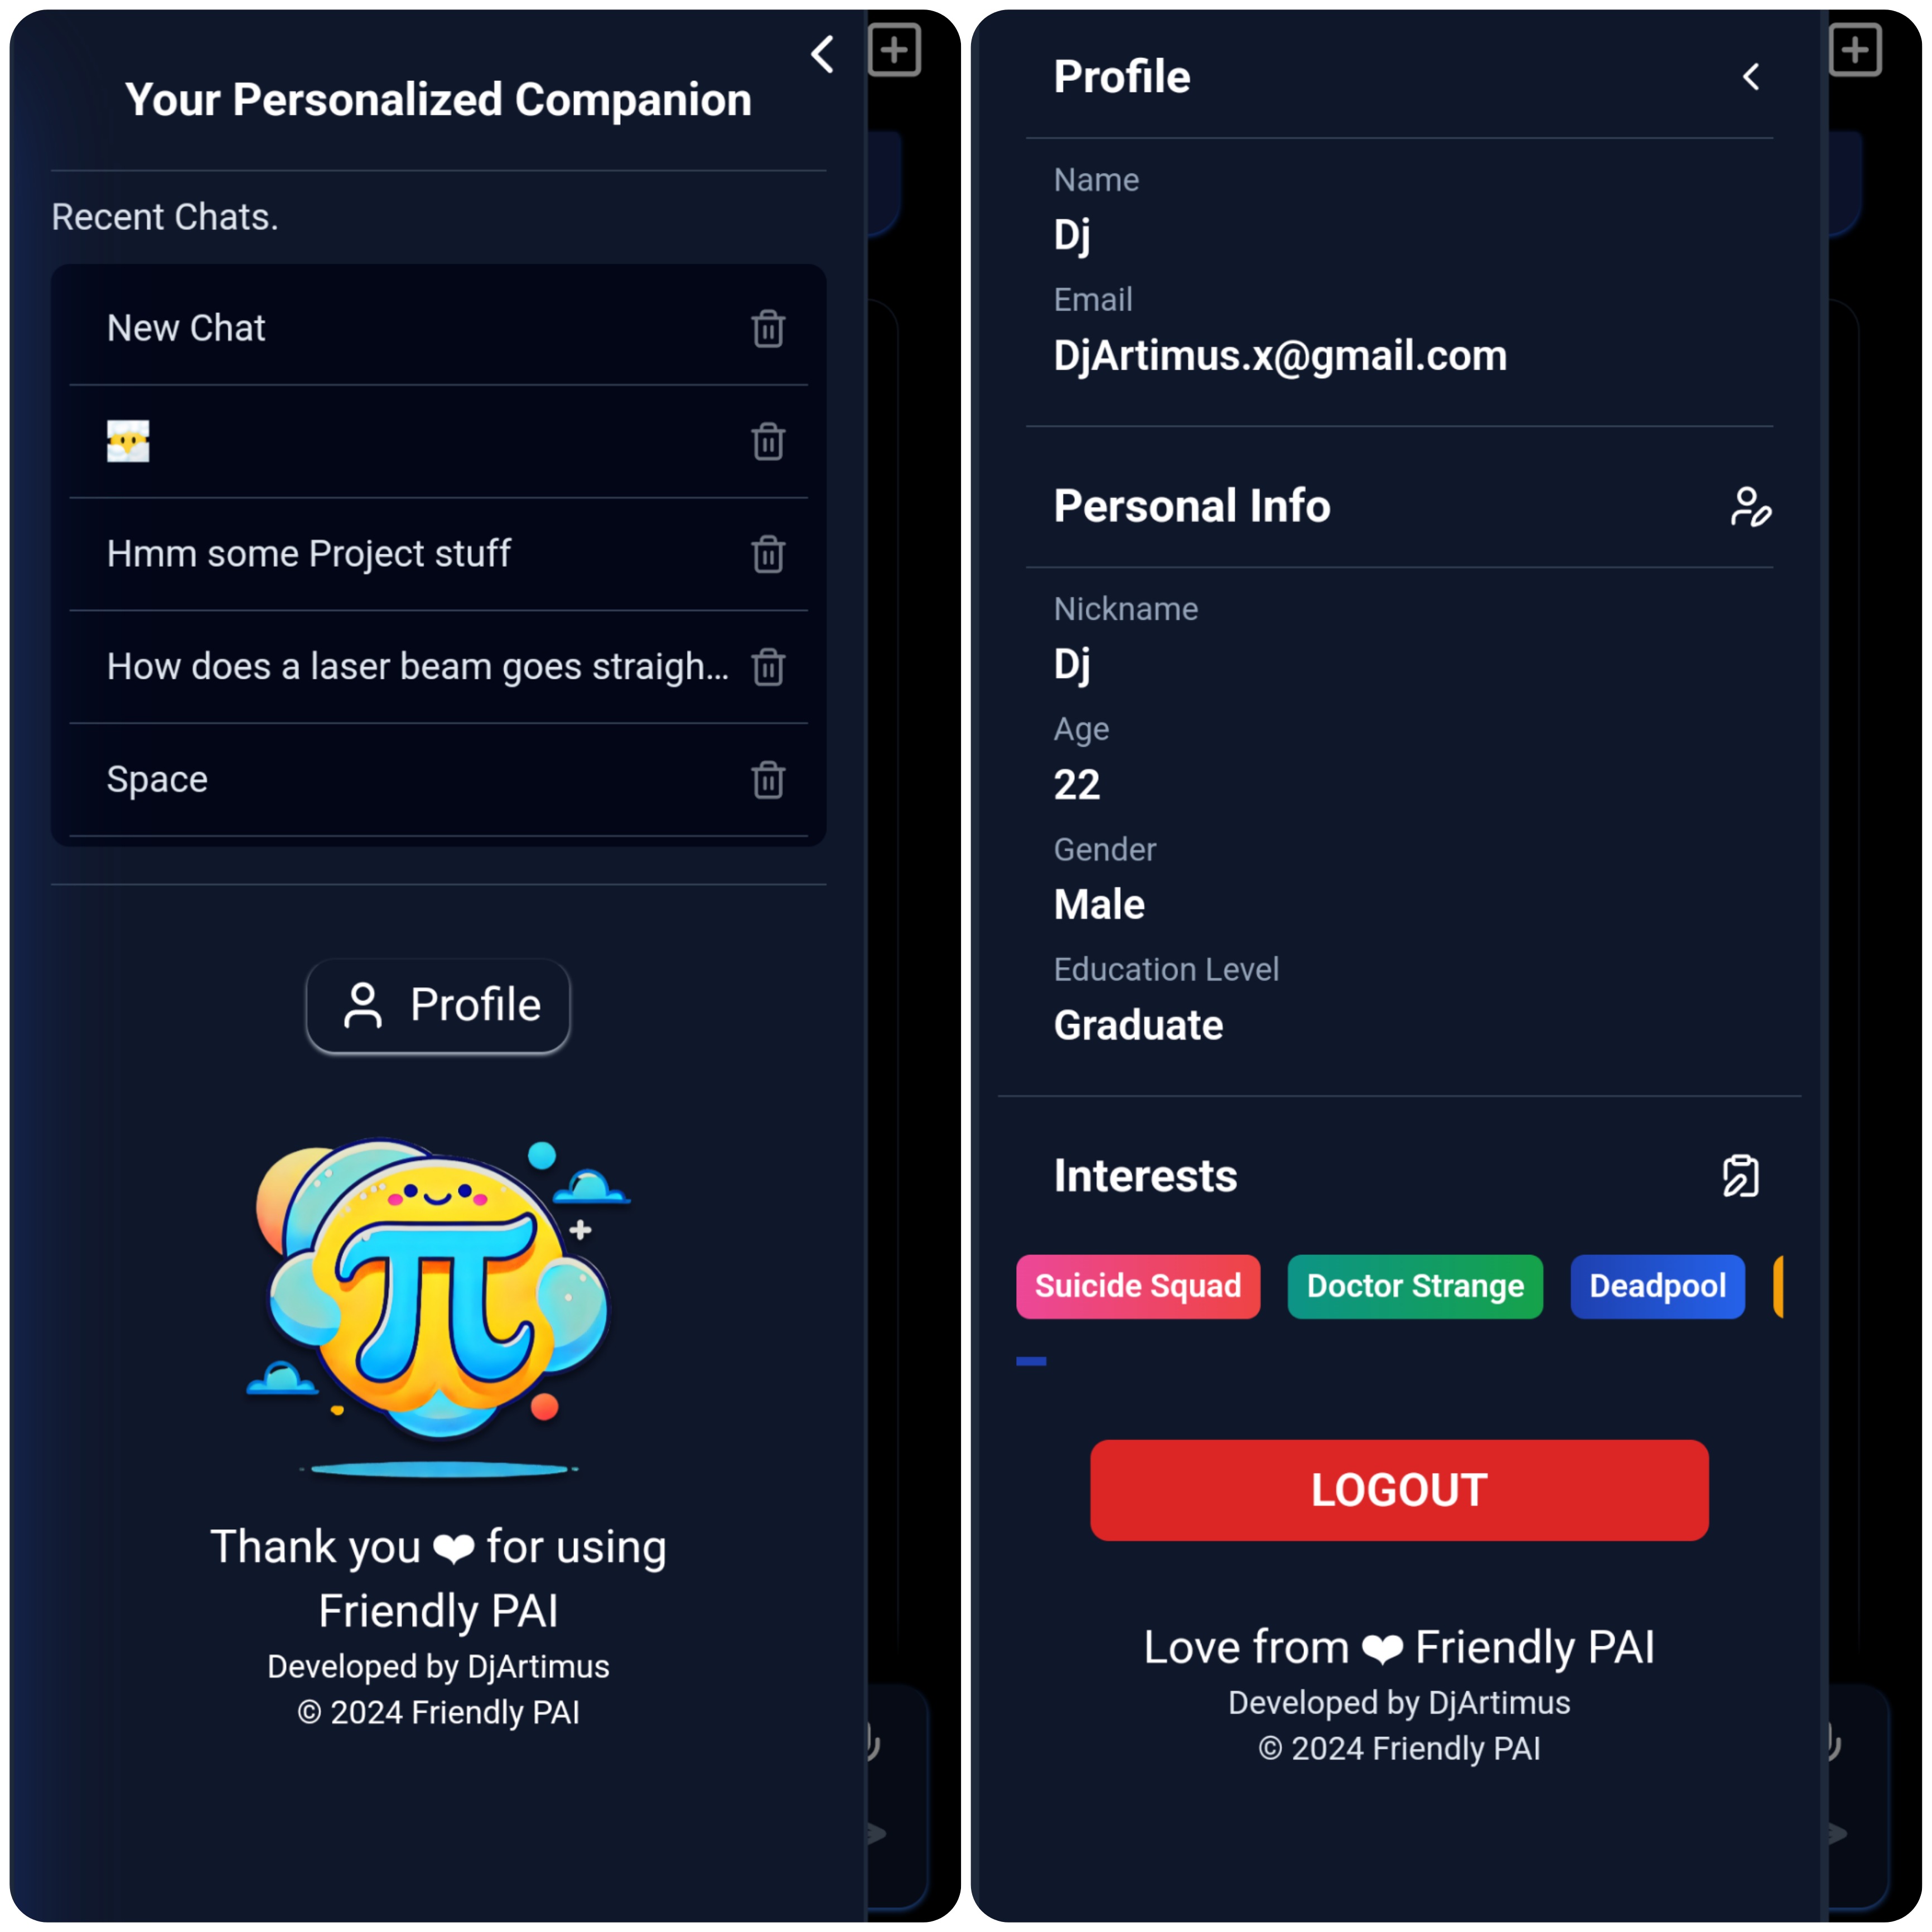 Your Personalized Companion
Recent Chats.
New Chat
😶‍🌫️
Hmm some Project stuff
How does a laser beam goes straigh...
Space
Profile
π
Thank you ❤ for using
Friendly PAI
Developed by DjArtimus
© 2024 Friendly PAI
Profile
Name
Dj
Email
DjArtimus.x@gmail.com
Personal Info
Nickname
Dj
Age
22
Gender
Male
Education Level
Graduate
Interests
Suicide Squad Doctor Strange Deadpool
LOGOUT
Love from ❤ Friendly PAI
Developed by DjArtimus
© 2024 Friendly PAI